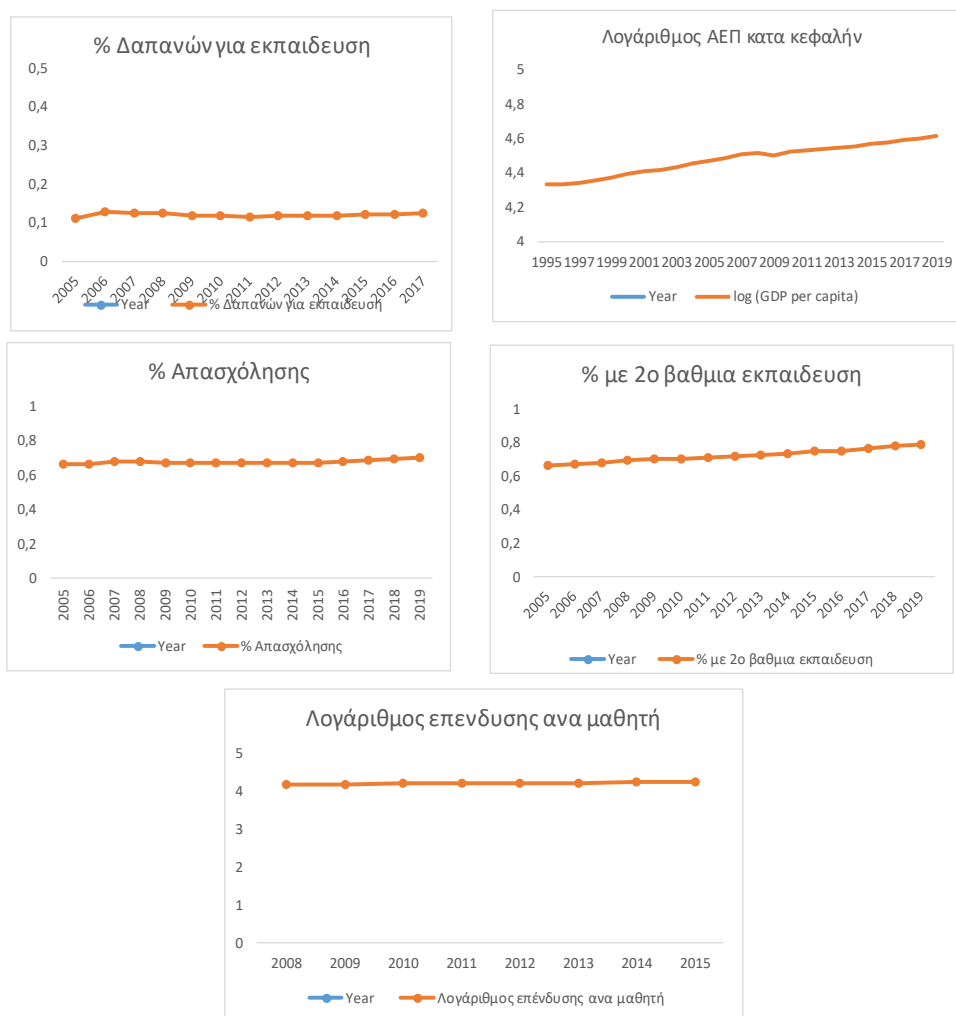 % Δαπανών για εκπαιδευση
0,5
0,4
0,3
0,2
0,1
0
2005 2006 2007 2008 2009 2010 2011 2012 2013 2014 2015 2016 2017
Year % Δαπανών για εκπαίδευση
Λογάριθμος ΑΕΠ κατα κεφαλήν
5
4,8
4,6
4,4
4,2
4
1995 1997 1999 2001 2003 2005 2007 2009 2011 2013 2015 2017 2019
Year log (GDP per capita)
% Απασχόλησης
1
0,8
0,6
0,4
0,2
0
2005 2006 2007 2008 2009 2010 2011 2012 2013 2014 2015 2016 2017 2018 2019
Year % Απασχόλησης
% με 2ο βαθμια εκπαιδευση
1
0,8
0,6
0,4
0,2
0
2005 2006 2007 2008 2009 2010 2011 2012 2013 2014 2015 2016 2017 2018 2019
Year % με 2ο βαθμια εκπαιδευση
Λογάριθμος επενδυσης ανα μαθητή
5
4
3
2
1
0
2008 2009 2010 2011 2012 2013 2014 2015
Year Λογάριθμος επένδυσης ανα μαθητή